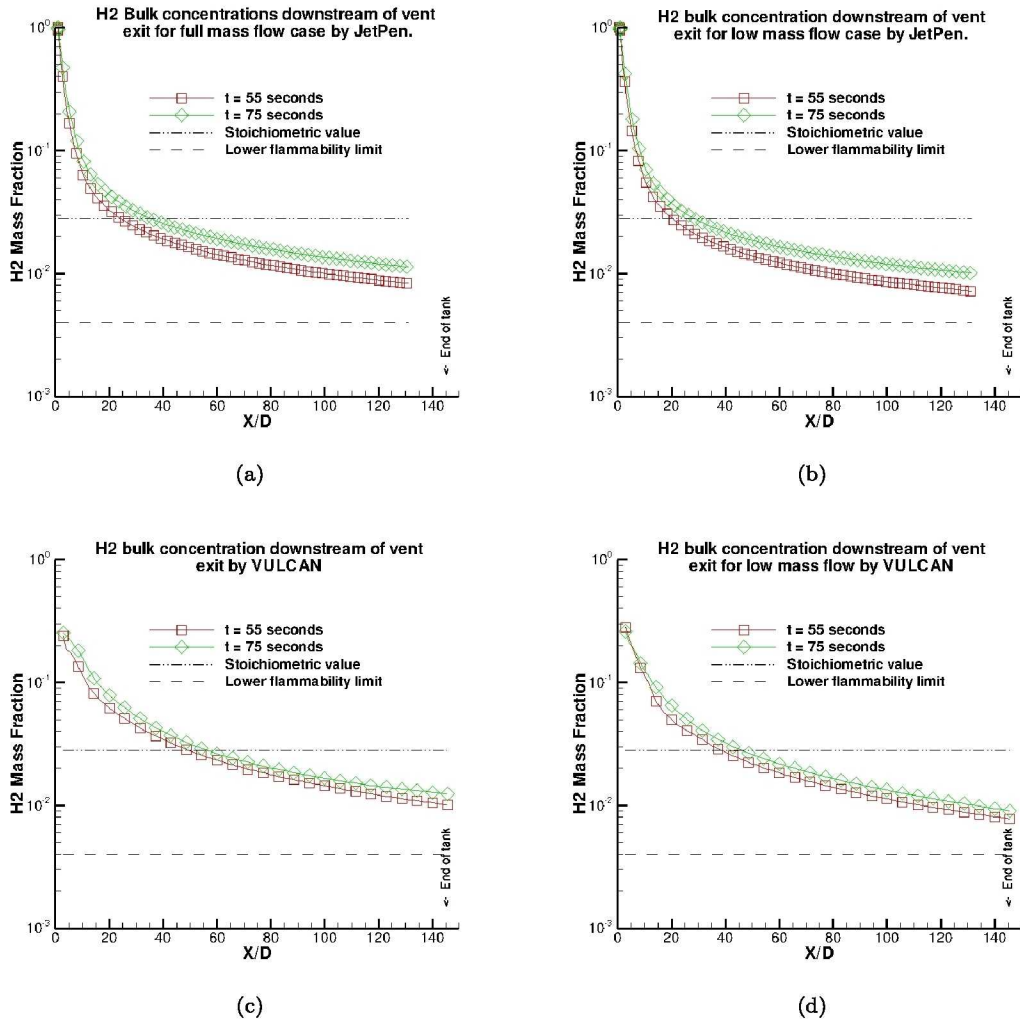 H2 Bulk concentrations downstream of vent
exit for full mass flow case by JetPen.
10^0
10^-1
10^-2
10^-3
H2 Mass Fraction
t = 55 seconds
t = 75 seconds
Stoichiometric value
Lower flammability limit
<- End of tank
0 20 40 60 80 100 120 140
X/D
(a)
H2 bulk concentration downstream of vent
exit for low mass flow case by JetPen.
10^0
10^-1
10^-2
10^-3
H2 Mass Fraction
t = 55 seconds
t = 75 seconds
Stoichiometric value
Lower flammability limit
<- End of tank
0 20 40 60 80 100 120 140
X/D
(b)
H2 bulk concentration downstream of vent
exit by VULCAN
10^0
10^-1
10^-2
10^-3
H2 Mass Fraction
t = 55 seconds
t = 75 seconds
Stoichiometric value
Lower flammability limit
<- End of tank
0 20 40 60 80 100 120 140
X/D
(c)
H2 bulk concentration downstream of vent
exit for low mass flow by VULCAN
10^0
10^-1
10^-2
10^-3
H2 Mass Fraction
t = 55 seconds
t = 75 seconds
Stoichiometric value
Lower flammability limit
<- End of tank
0 20 40 60 80 100 120 140
X/D
(d)